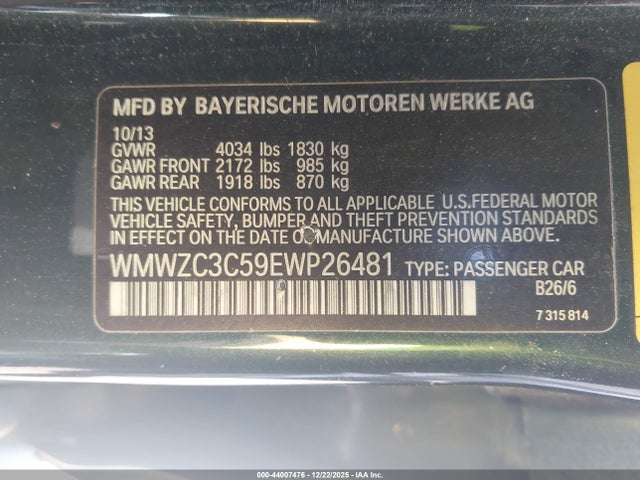 MFD BY BAYERISCHE MOTOREN WERKE AG
10/13
GVWR 4034 lbs 1830 kg
GAWR FRONT 2172 lbs 985 kg
GAWR REAR 1918 lbs 870 kg
THIS VEHICLE CONFORMS TO ALL APPLICABLE U.S.FEDERAL MOTOR
VEHICLE SAFETY, BUMPER AND THEFT PREVENTION STANDARDS
IN EFFECT ON THE DATE OF MANUFACTURE SHOWN ABOVE.
WMWZC3C59EWP26481 TYPE: PASSENGER CAR
B26/6
7 315 814
000-44007476 - 12/22/2025 - IAA Inc.